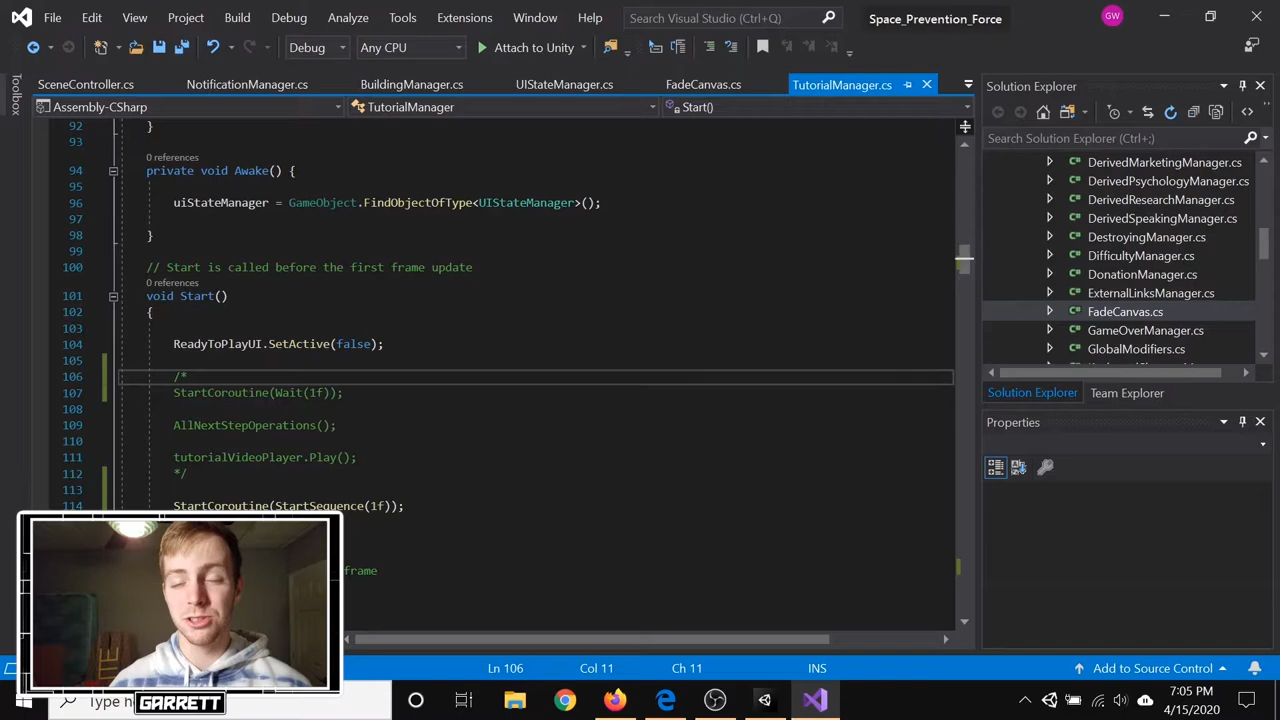 File Edit View Project Build Debug Analyze Tools Extensions Window Help Search Visual Studio (Ctrl+Q) Space_Prevention_Force GW
Debug Any CPU Attach to Unity
SceneController.cs NotificationManager.cs BuildingManager.cs UIStateManager.cs FadeCanvas.cs TutorialManager.cs
Toolbox
Assembly-CSharp TutorialManager Start()
92 }
93
0 references
94 private void Awake() {
95
96 uiStateManager = GameObject.FindObjectOfType<UIStateManager>();
97
98 }
99
100 // Start is called before the first frame update
0 references
101 void Start()
102 {
103
104 ReadyToPlayUI.SetActive(false);
105
106 /*
107 StartCoroutine(Wait(1f));
108
109 AllNextStepOperations();
110
111 tutorialVideoPlayer.Play();
112 */
113
114 StartCoroutine(StartSequence(1f));
frame
Solution Explorer
Search Solution Explorer (Ctrl+;)
DerivedMarketingManager.cs
DerivedPsychologyManager.cs
DerivedResearchManager.cs
DerivedSpeakingManager.cs
DestroyingManager.cs
DifficultyManager.cs
DonationManager.cs
ExternalLinksManager.cs
FadeCanvas.cs
GameOverManager.cs
GlobalModifiers.cs
Solution Explorer Team Explorer
Properties
Ln 106 Col 11 Ch 11 INS Add to Source Control
Type he
GARRETT
7:05 PM
4/15/2020